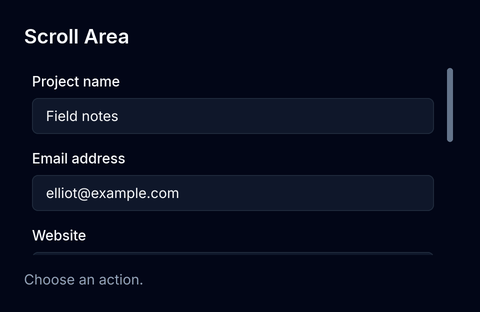 Scroll Area
Project name
Field notes
Email address
elliot@example.com
Website
Choose an action.